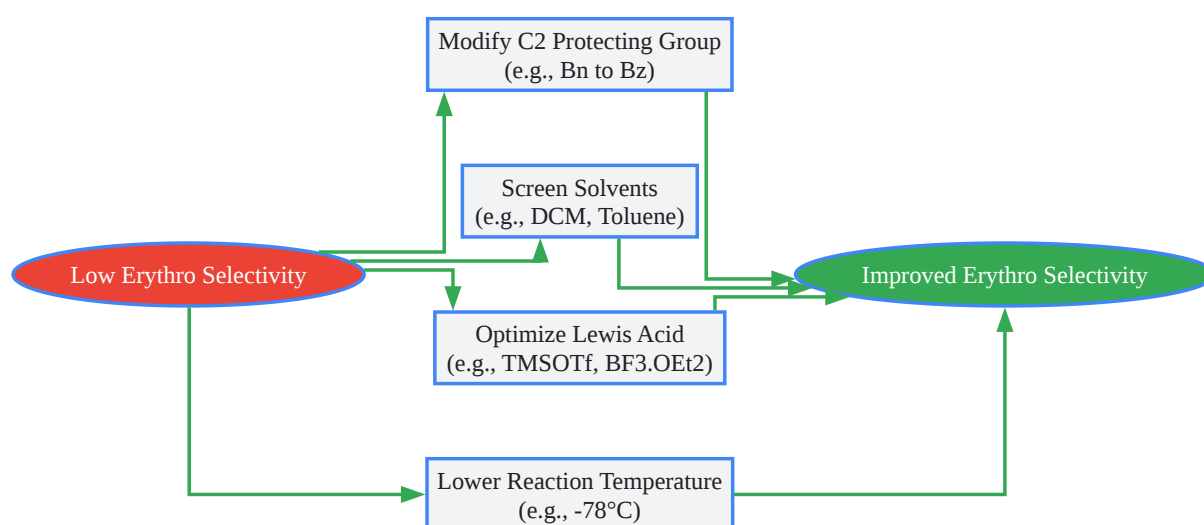 Modify C2 Protecting Group
(e.g., Bn to Bz)
Screen Solvents
(e.g., DCM, Toluene)
Low Erythro Selectivity
Improved Erythro Selectivity
Optimize Lewis Acid
(e.g., TMSOTf, BF3.OEt2)
Lower Reaction Temperature
(e.g., -78°C)